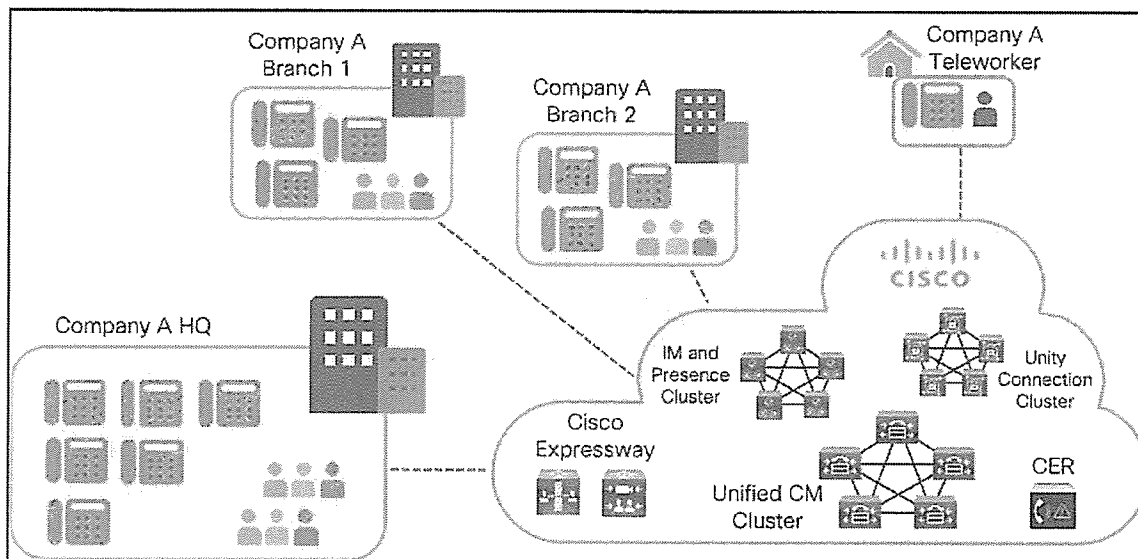 Company A
Branch 1
Company A
Branch 2
Company A
Teleworker
CISCO
Company A HQ
IM and
Presence
Cluster
Unity
Connection
Cluster
Cisco
Expressway
Unified CM
Cluster
CER